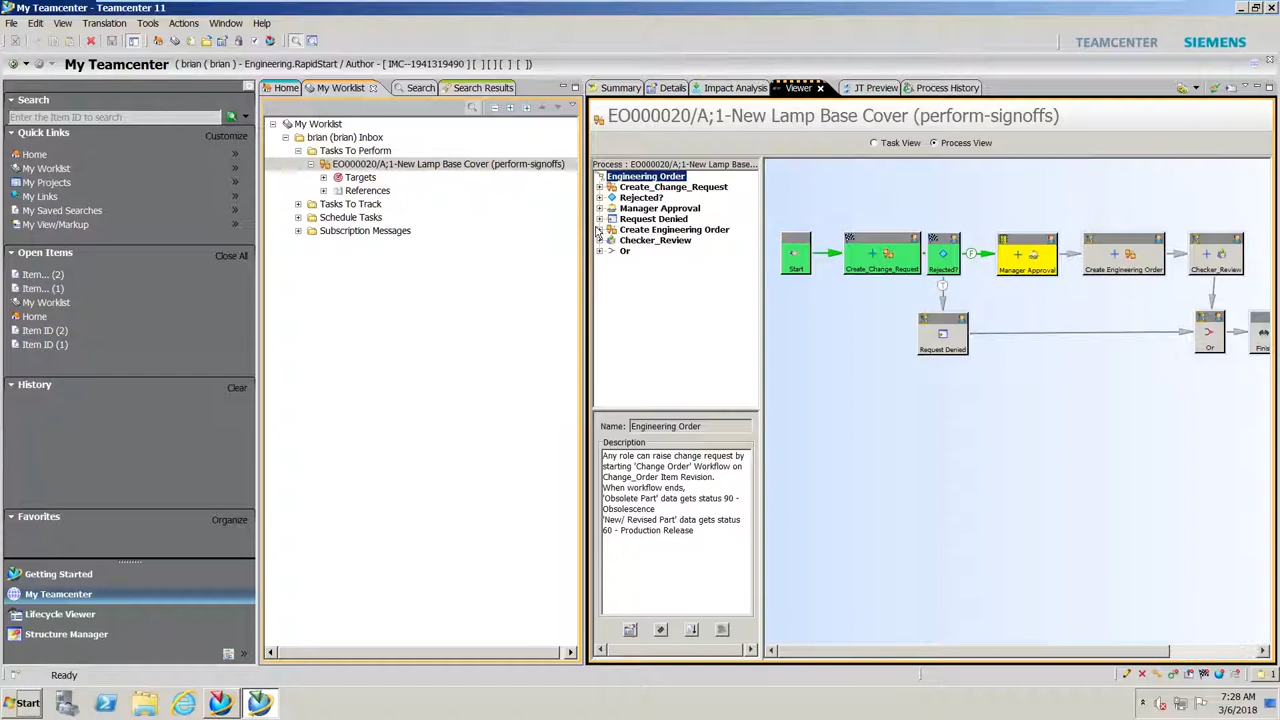 My Teamcenter - Teamcenter 11
File Edit View Translation Tools Actions Window Help
TEAMCENTER SIEMENS
My Teamcenter ( brian ( brian ) - Engineering.RapidStart / Author - [ IMC--1941319490 ] [ ] [ ] [ ] [ ] )
Search
Enter Item ID to search
Quick Links Customize
Home
My Worklist
My Projects
My Links
My Saved Searches
My View/Markup
Open Items Close All
Item... (2)
Item... (1)
My Worklist
Home
Item ID (2)
Item ID (1)
History Clear
Favorites Organize
Getting Started
My Teamcenter
Lifecycle Viewer
Structure Manager
Home My Worklist Search Search Results
My Worklist
brian (brian) Inbox
Tasks To Perform
EO000020/A;1-New Lamp Base Cover (perform-signoffs)
Targets
References
Tasks To Track
Schedule Tasks
Subscription Messages
Summary Details Impact Analysis Viewer JT Preview Process History
EO000020/A;1-New Lamp Base Cover (perform-signoffs)
Task View Process View
Process : EO000020/A;1-New Lamp Base...
Engineering Order
Create_Change_Request
Rejected?
Manager Approval
Request Denied
Create Engineering Order
Checker_Review
Or
Name: Engineering Order
Description
Any role can raise change request by
starting 'Change Order' Workflow on
Change_Order Item Revision.
When workflow ends,
'Obsolete Part' data gets status 90 -
Obsolescence
'New/ Revised Part' data gets status
60 - Production Release
Start Create_Change_Request Rejected? F Manager Approval Create Engineering Order Checker_Review
T
Request Denied Or Finis
Ready
1
Start
7:28 AM
3/6/2018